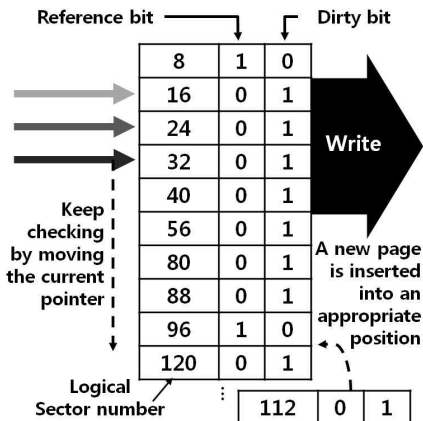 Reference bit
Dirty bit
8 1 0
16 0 1
24 0 1
32 0 1
40 0 1
56 0 1
80 0 1
88 0 1
96 1 0
120 0 1
Write
Keep
checking
by moving
the current
pointer
A new page
is inserted
into an
appropriate
position
Logical
Sector number
112 0 1